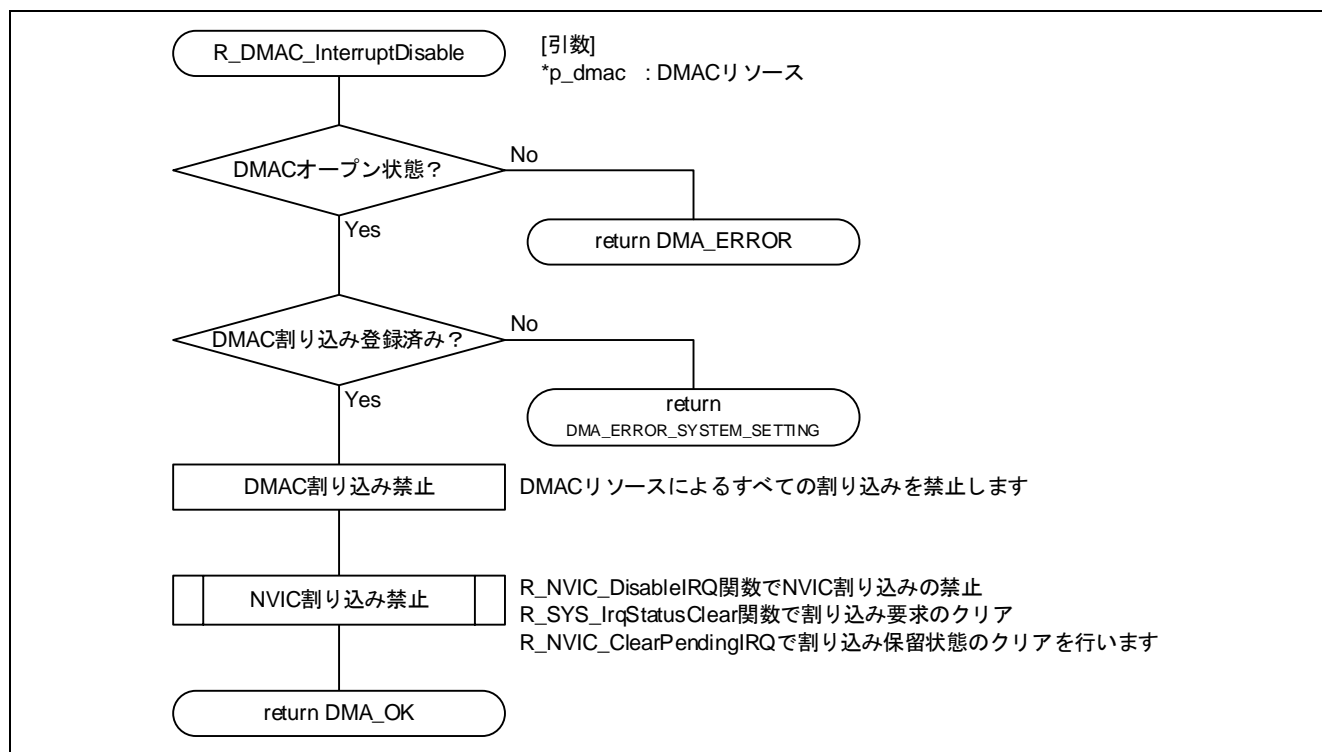 R_DMAC_InterruptDisable
[引数]
*p_dmac : DMACリソース
DMACオープン状態？
No
return DMA_ERROR
Yes
DMAC割り込み登録済み？
No
return
DMA_ERROR_SYSTEM_SETTING
Yes
DMAC割り込み禁止
DMACリソースによるすべての割り込みを禁止します
NVIC割り込み禁止
R_NVIC_DisableIRQ関数でNVIC割り込みの禁止
R_SYS_IrqStatusClear関数で割り込み要求のクリア
R_NVIC_ClearPendingIRQで割り込み保留状態のクリアを行います
return DMA_OK